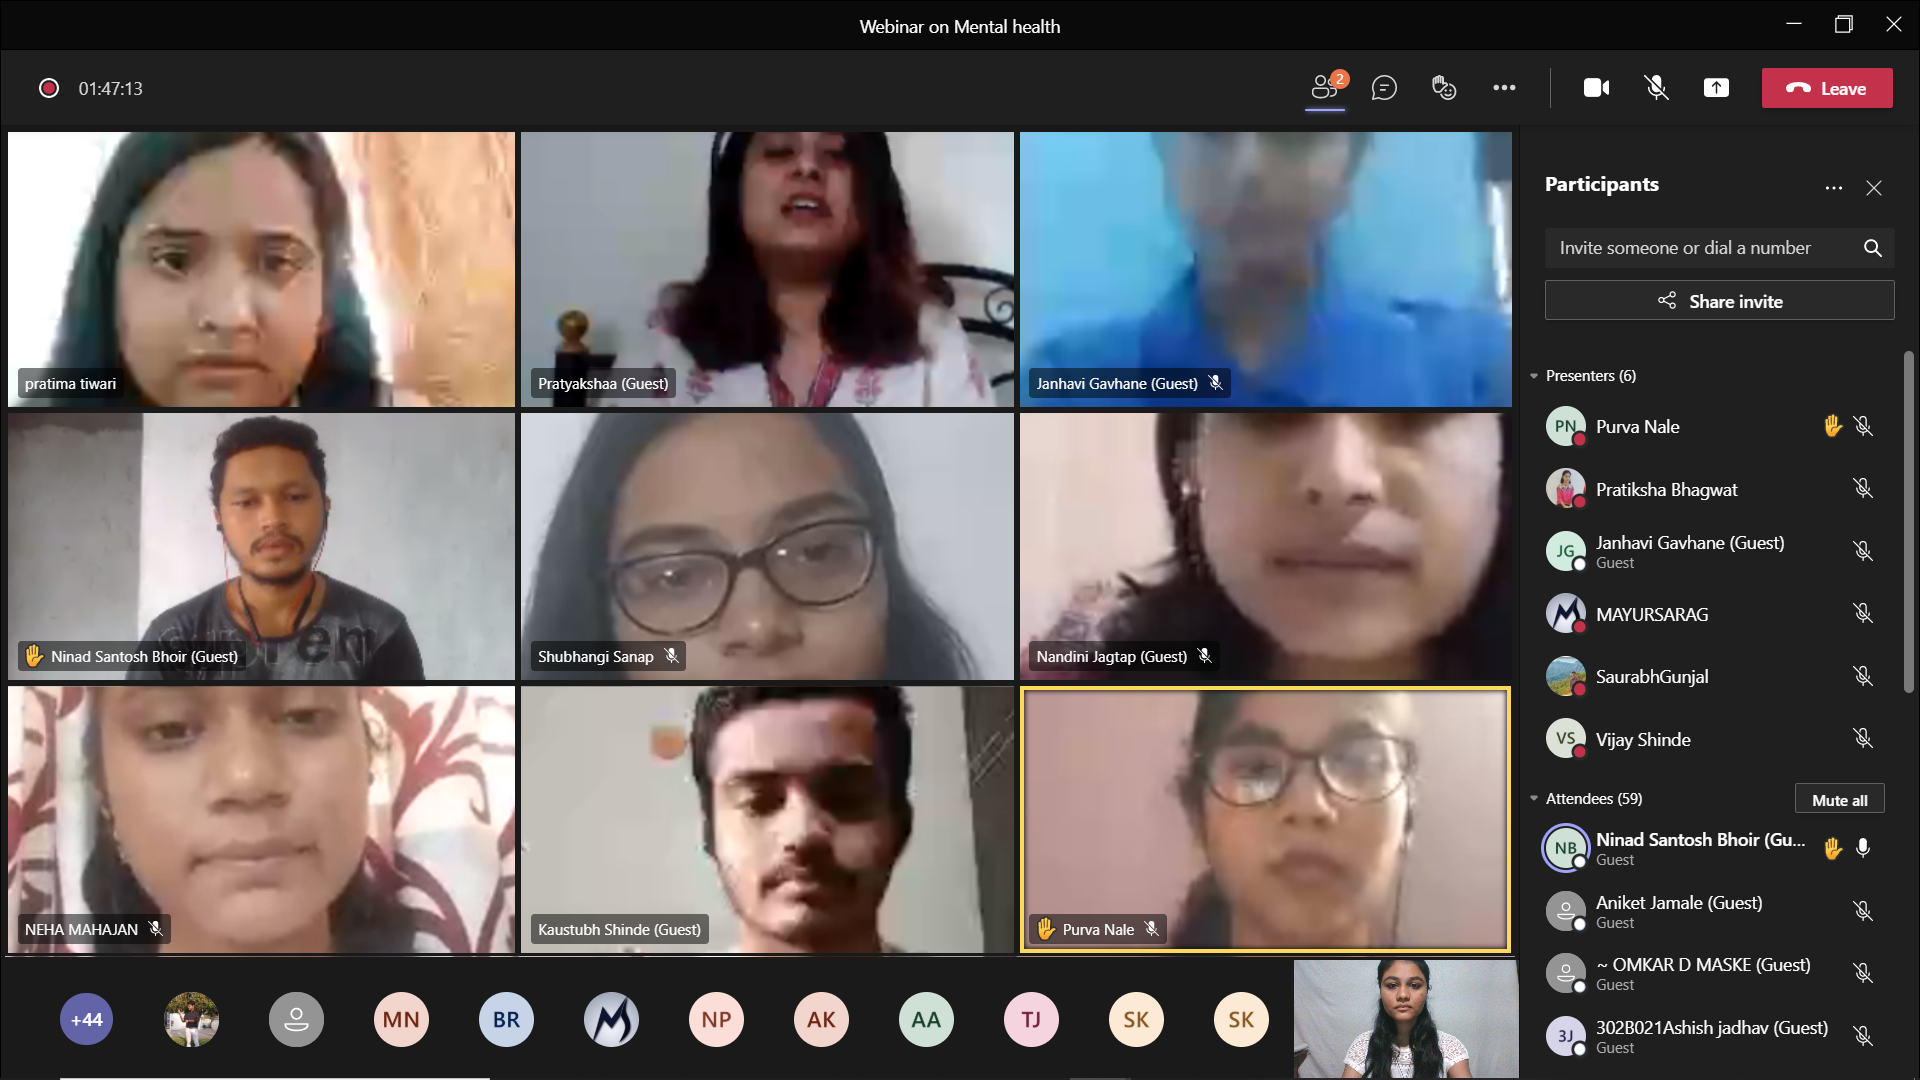 Webinar on Mental health
01:47:13
2
Leave
pratima tiwari
Pratyakshaa (Guest)
Janhavi Gavhane (Guest)
Ninad Santosh Bhoir (Guest)
Shubhangi Sanap
Nandini Jagtap (Guest)
NEHA MAHAJAN
Kaustubh Shinde (Guest)
Purva Nale
+44
MN
BR
NP
AK
AA
TJ
SK
SK
Participants
Invite someone or dial a number
Share invite
Presenters (6)
PN Purva Nale
Pratiksha Bhagwat
JG Janhavi Gavhane (Guest)
Guest
MAYURSARAG
SaurabhGunjal
VS Vijay Shinde
Attendees (59)
Mute all
NB Ninad Santosh Bhoir (Gu...
Guest
Aniket Jamale (Guest)
Guest
~ OMKAR D MASKE (Guest)
Guest
3J 302B021Ashish jadhav (Guest)
Guest